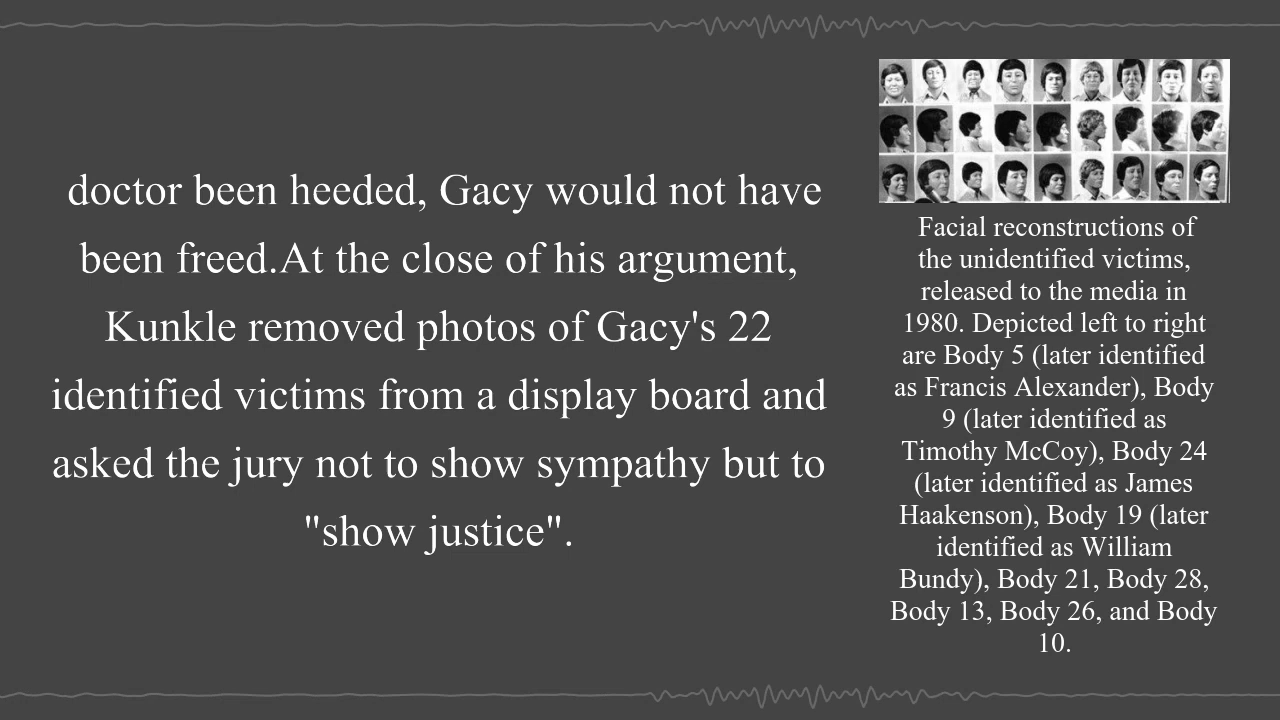 doctor been heeded, Gacy would not have
been freed.At the close of his argument,
Kunkle removed photos of Gacy's 22
identified victims from a display board and
asked the jury not to show sympathy but to
"show justice".
Facial reconstructions of
the unidentified victims,
released to the media in
1980. Depicted left to right
are Body 5 (later identified
as Francis Alexander), Body
9 (later identified as
Timothy McCoy), Body 24
(later identified as James
Haakenson), Body 19 (later
identified as William
Bundy), Body 21, Body 28,
Body 13, Body 26, and Body
10.